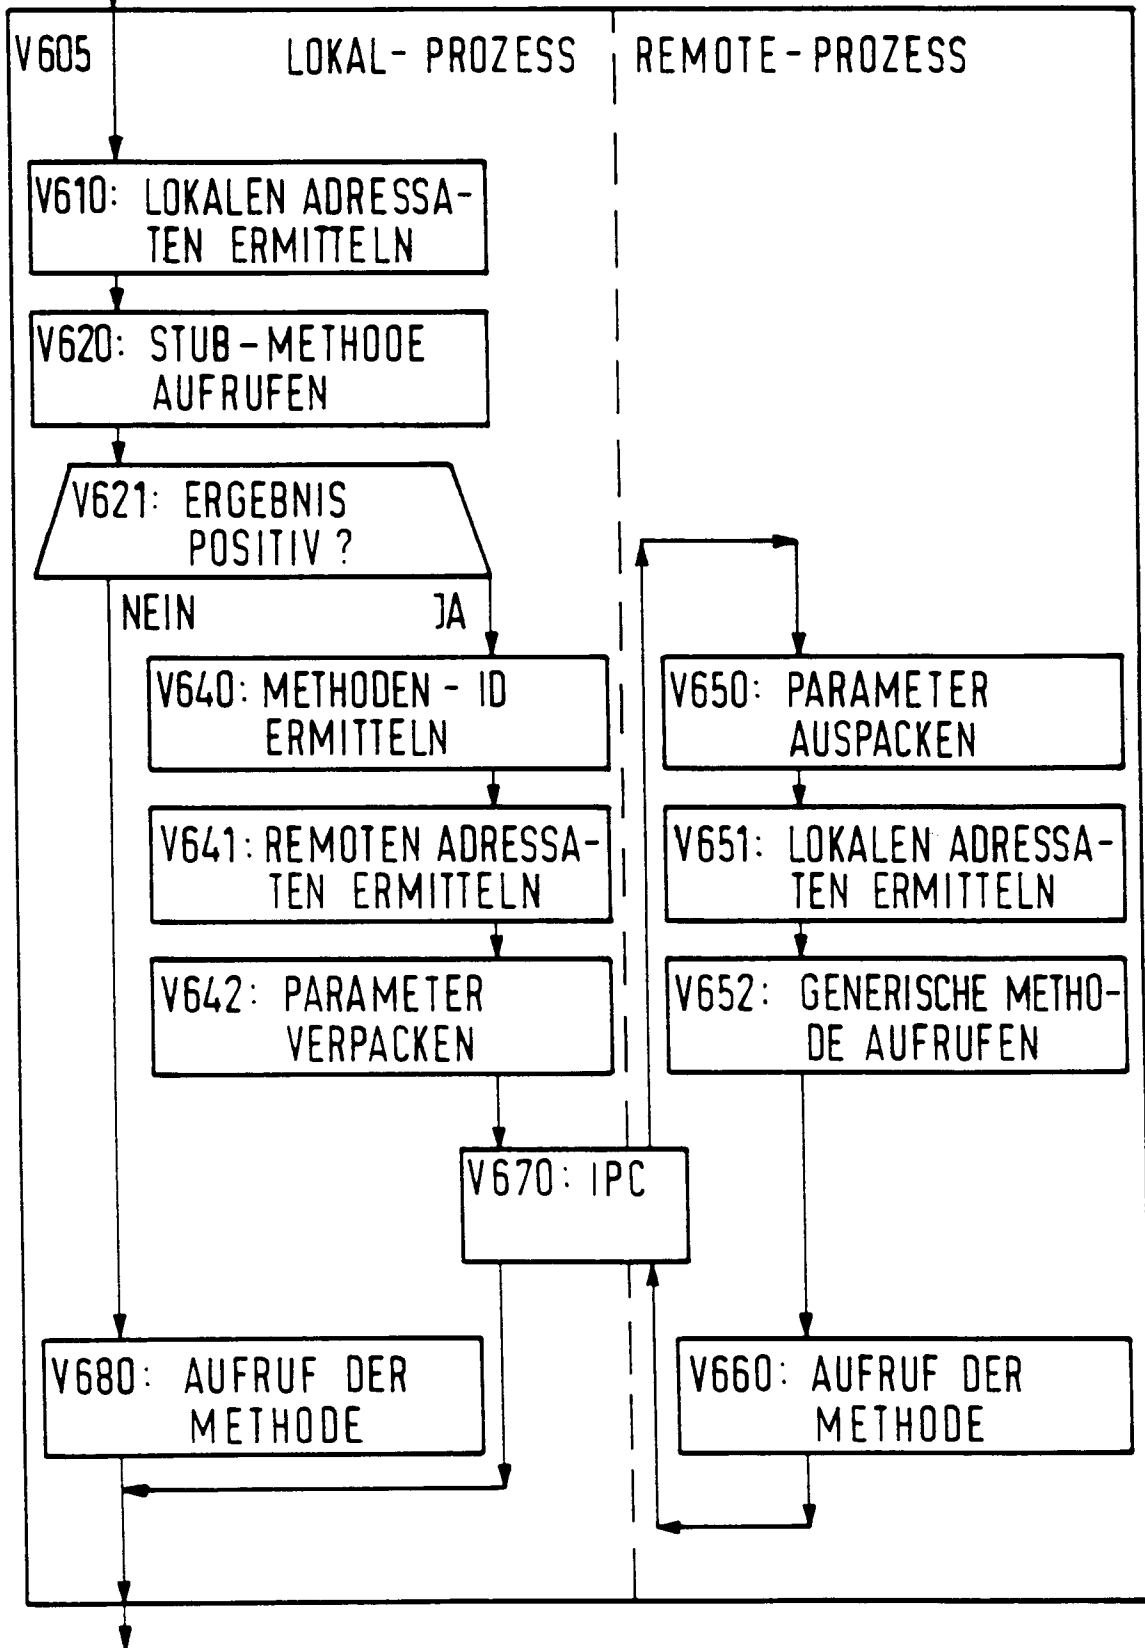 V605
LOKAL- PROZESS
REMOTE-PROZESS
V610: LOKALEN ADRESSA-
TEN ERMITTELN
V620: STUB-METHODE
AUFRUFEN
V621: ERGEBNIS
POSITIV ?
NEIN
JA
V640: METHODEN - ID
ERMITTELN
V641: REMOTEN ADRESSA-
TEN ERMITTELN
V642: PARAMETER
VERPACKEN
V650: PARAMETER
AUSPACKEN
V651: LOKALEN ADRESSA-
TEN ERMITTELN
V652: GENERISCHE METHO-
DE AUFRUFEN
V670: IPC
V680: AUFRUF DER
METHODE
V660: AUFRUF DER
METHODE